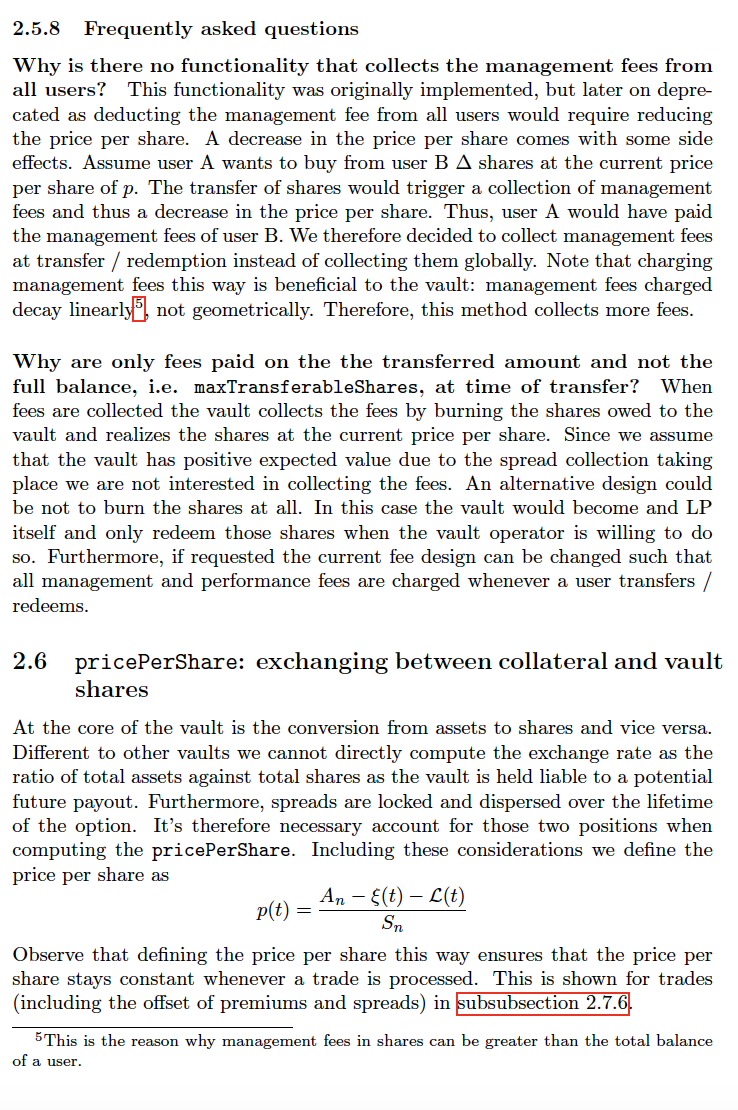 2.5.8 Frequently asked questions
Why is there no functionality that collects the management fees from
all users? This functionality was originally implemented, but later on depre-
cated as deducting the management fee from all users would require reducing
the price per share. A decrease in the price per share comes with some side
effects. Assume user A wants to buy from user B Δ shares at the current price
per share of p. The transfer of shares would trigger a collection of management
fees and thus a decrease in the price per share. Thus, user A would have paid
the management fees of user B. We therefore decided to collect management fees
at transfer / redemption instead of collecting them globally. Note that charging
management fees this way is beneficial to the vault: management fees charged
decay linearly⁵, not geometrically. Therefore, this method collects more fees.
Why are only fees paid on the the transferred amount and not the
full balance, i.e. maxTransferableShares, at time of transfer? When
fees are collected the vault collects the fees by burning the shares owed to the
vault and realizes the shares at the current price per share. Since we assume
that the vault has positive expected value due to the spread collection taking
place we are not interested in collecting the fees. An alternative design could
be not to burn the shares at all. In this case the vault would become and LP
itself and only redeem those shares when the vault operator is willing to do
so. Furthermore, if requested the current fee design can be changed such that
all management and performance fees are charged whenever a user transfers /
redeems.
2.6 pricePerShare: exchanging between collateral and vault
shares
At the core of the vault is the conversion from assets to shares and vice versa.
Different to other vaults we cannot directly compute the exchange rate as the
ratio of total assets against total shares as the vault is held liable to a potential
future payout. Furthermore, spreads are locked and dispersed over the lifetime
of the option. It's therefore necessary account for those two positions when
computing the pricePerShare. Including these considerations we define the
price per share as
p(t) = (Aₙ − ξ(t) − ℒ(t)) / Sₙ
Observe that defining the price per share this way ensures that the price per
share stays constant whenever a trade is processed. This is shown for trades
(including the offset of premiums and spreads) in subsubsection 2.7.6.
⁵This is the reason why management fees in shares can be greater than the total balance
of a user.